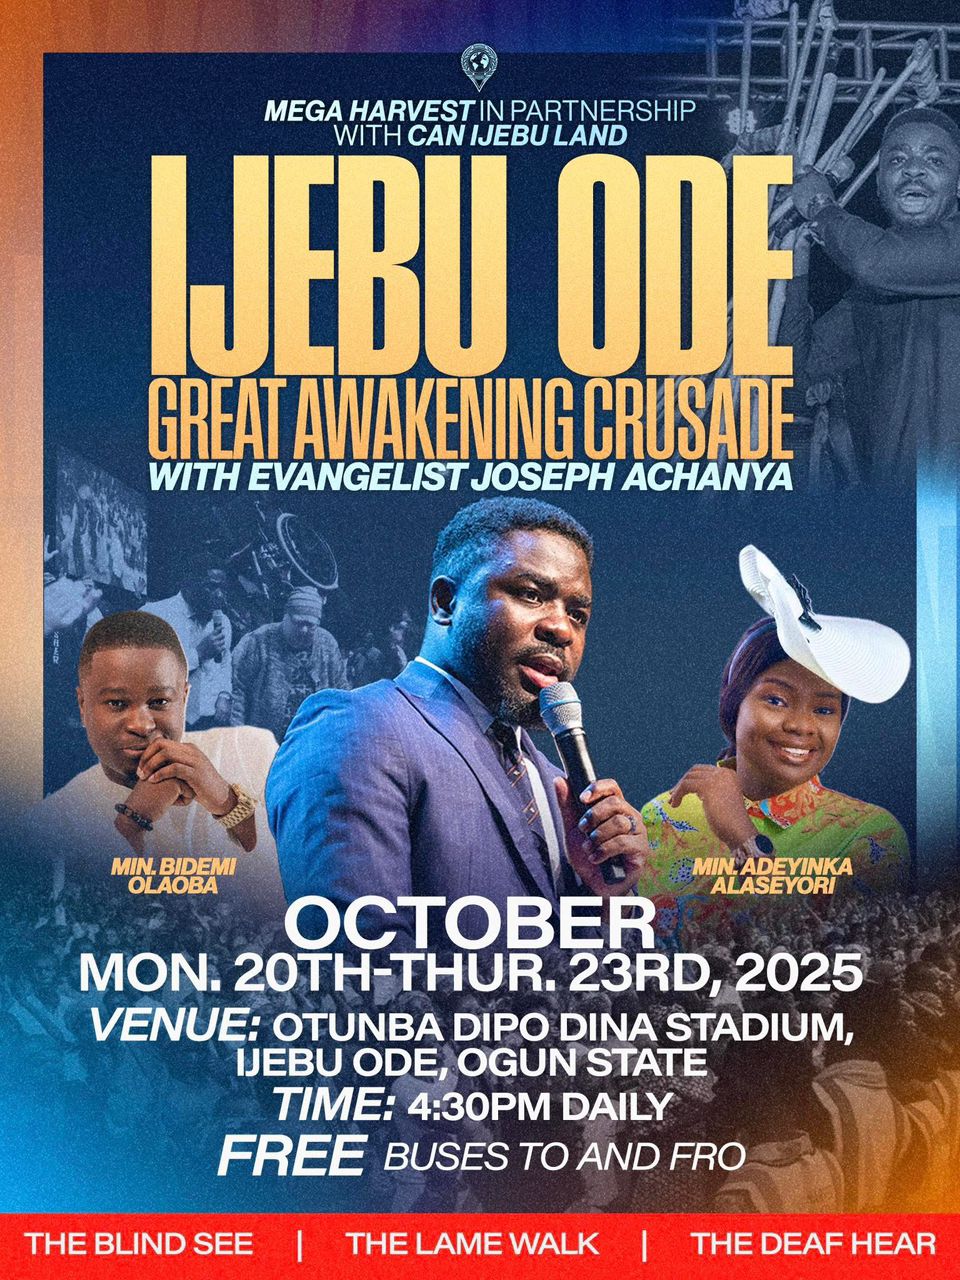 MEGA HARVEST IN PARTNERSHIP
WITH CAN IJEBU LAND
IJEBU ODE
GREAT AWAKENING CRUSADE
WITH EVANGELIST JOSEPH ACHANYA
MIN. BIDEMI
OLAOBA
MIN. ADEYINKA
ALASEYORI
OCTOBER
MON. 20TH-THUR. 23RD, 2025
VENUE: OTUNBA DIPO DINA STADIUM,
IJEBU ODE, OGUN STATE
TIME: 4:30PM DAILY
FREE BUSES TO AND FRO
THE BLIND SEE | THE LAME WALK | THE DEAF HEAR